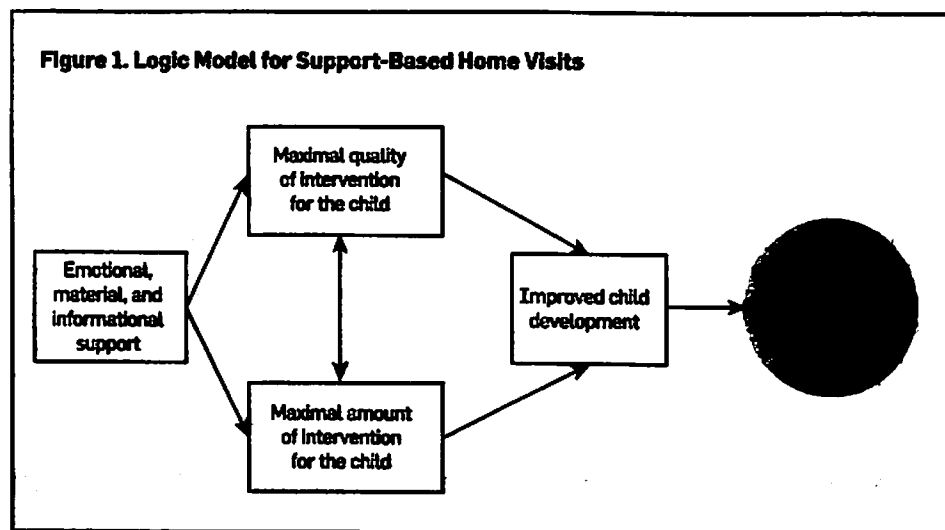 Figure 1. Logic Model for Support-Based Home Visits
Maximal quality
of intervention
for the child
Emotional,
material, and
informational
support
Improved child
development
Maximal amount
of intervention
for the child